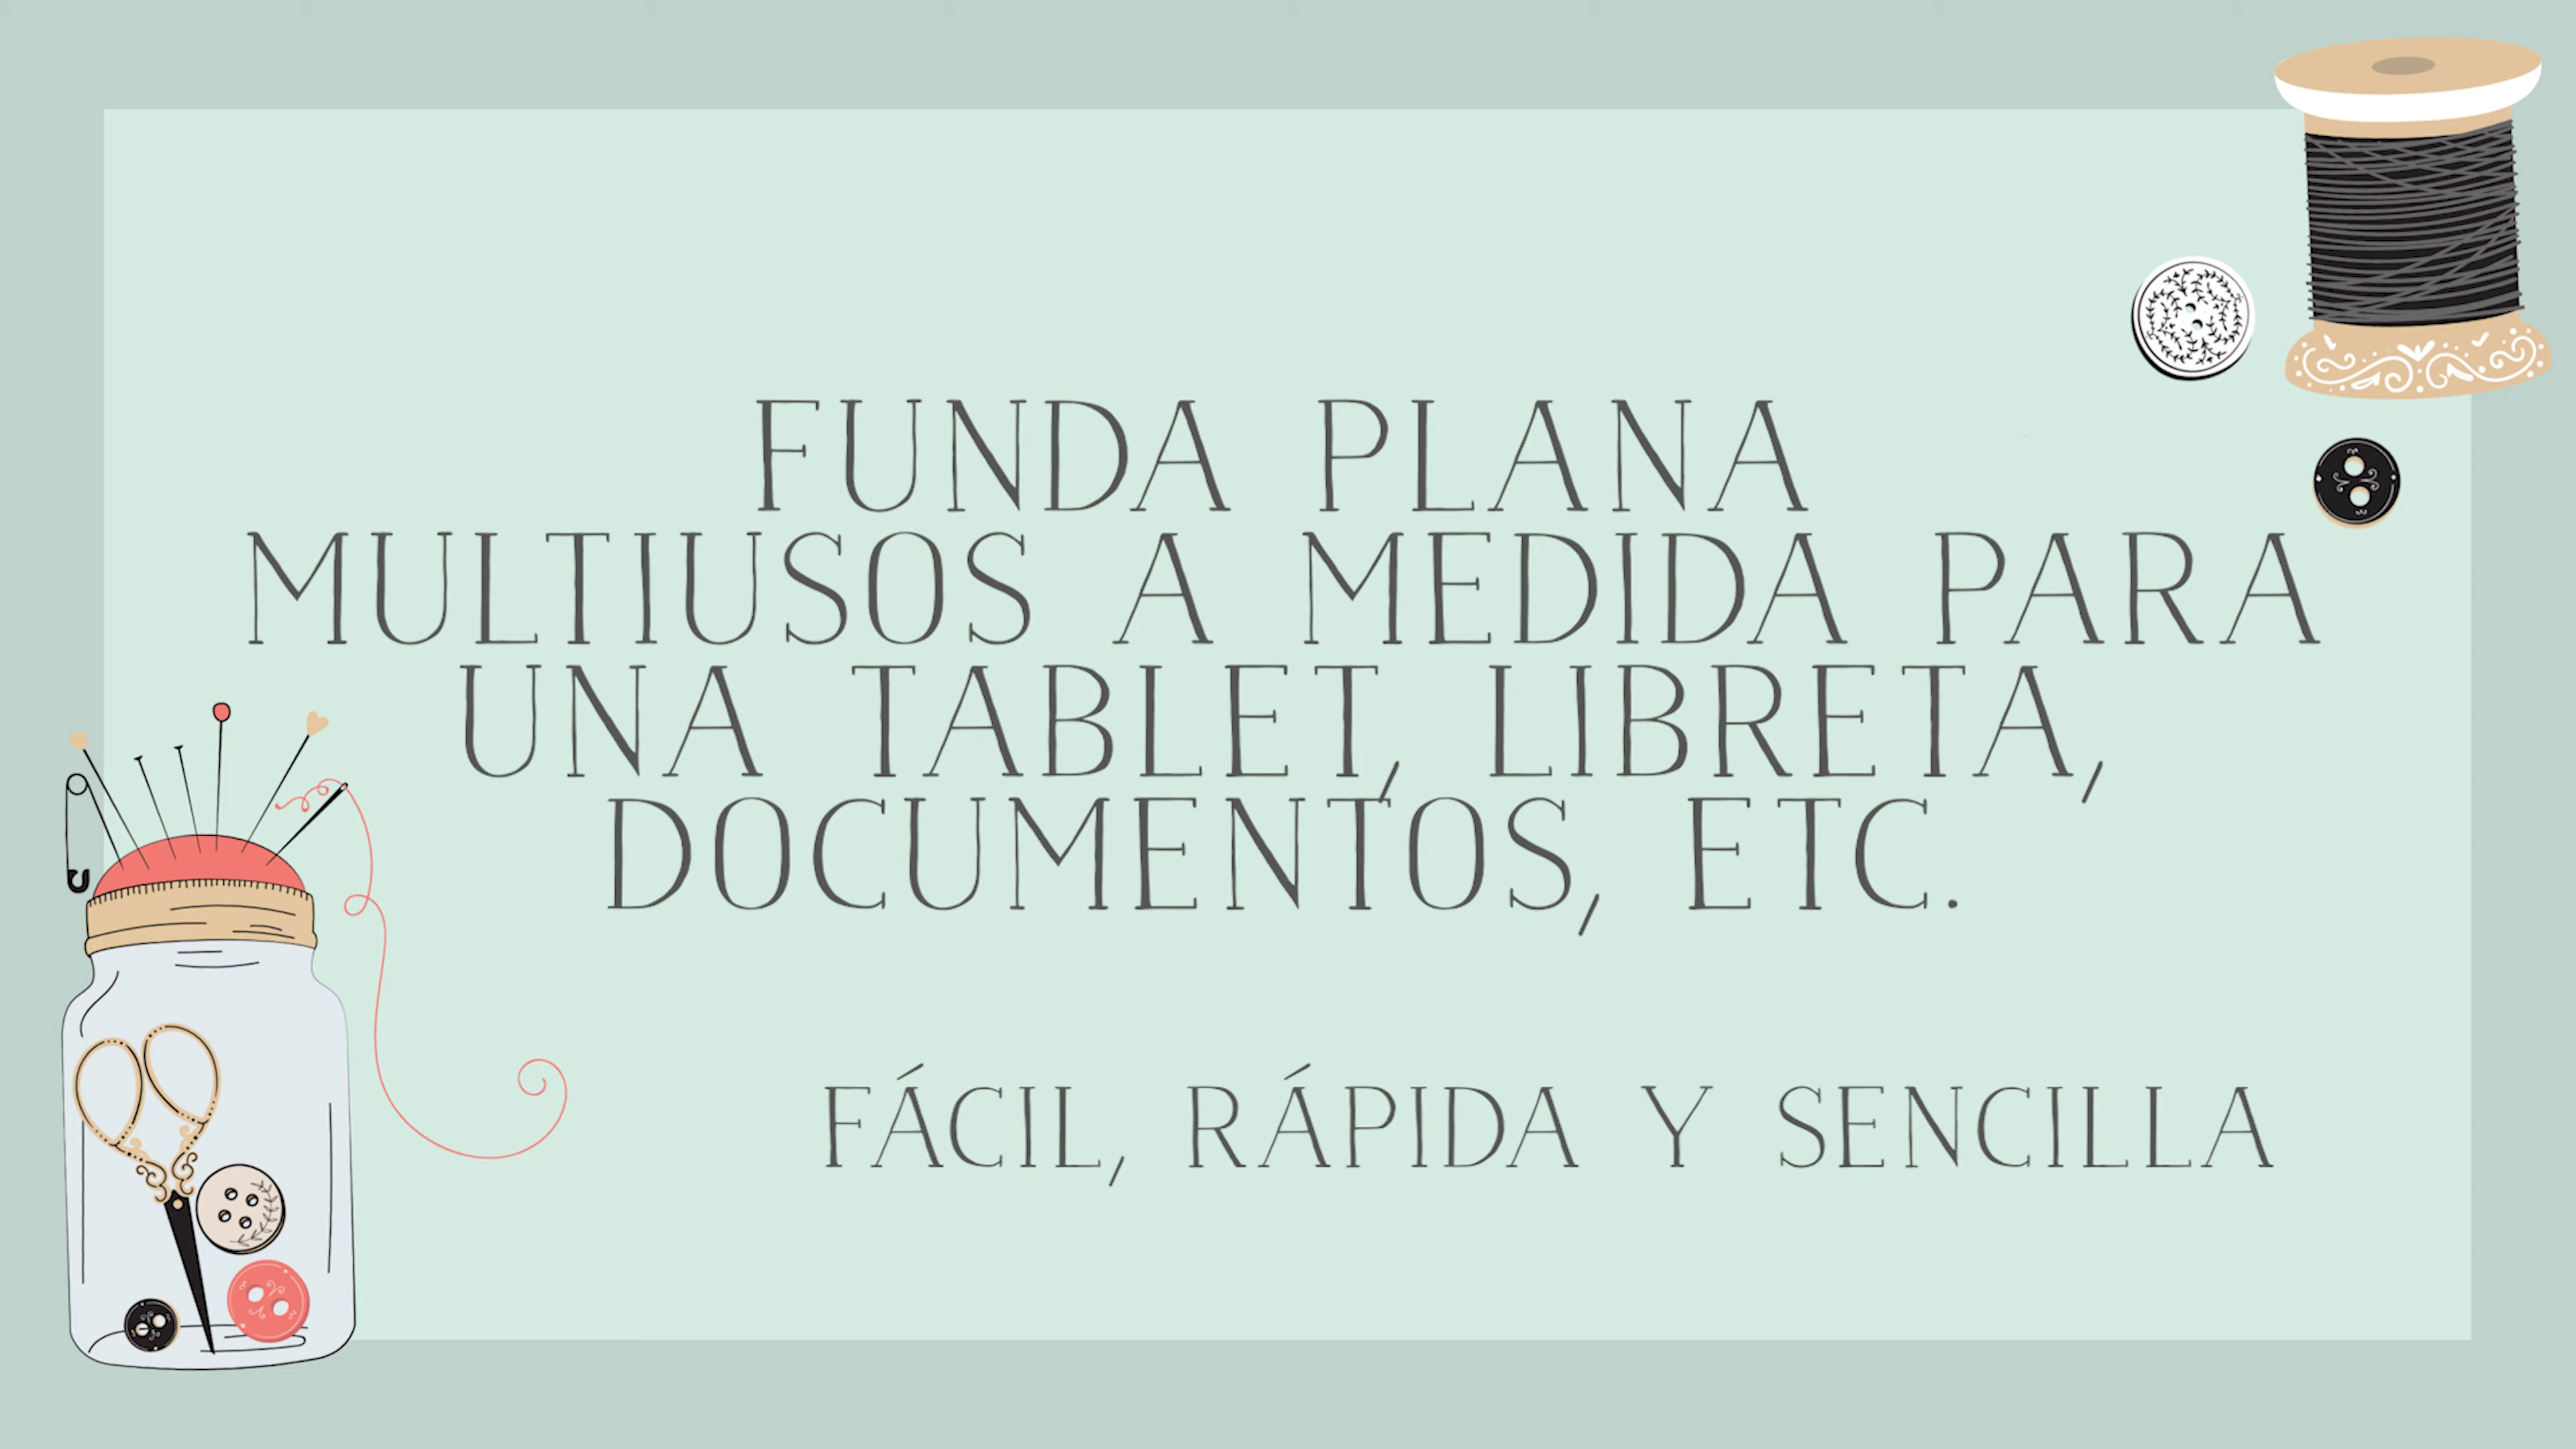 FUNDA PLANA
MULTIUSOS A MEDIDA PARA
UNA TABLET, LIBRETA,
DOCUMENTOS, ETC.
FÁCIL, RÁPIDA Y SENCILLA